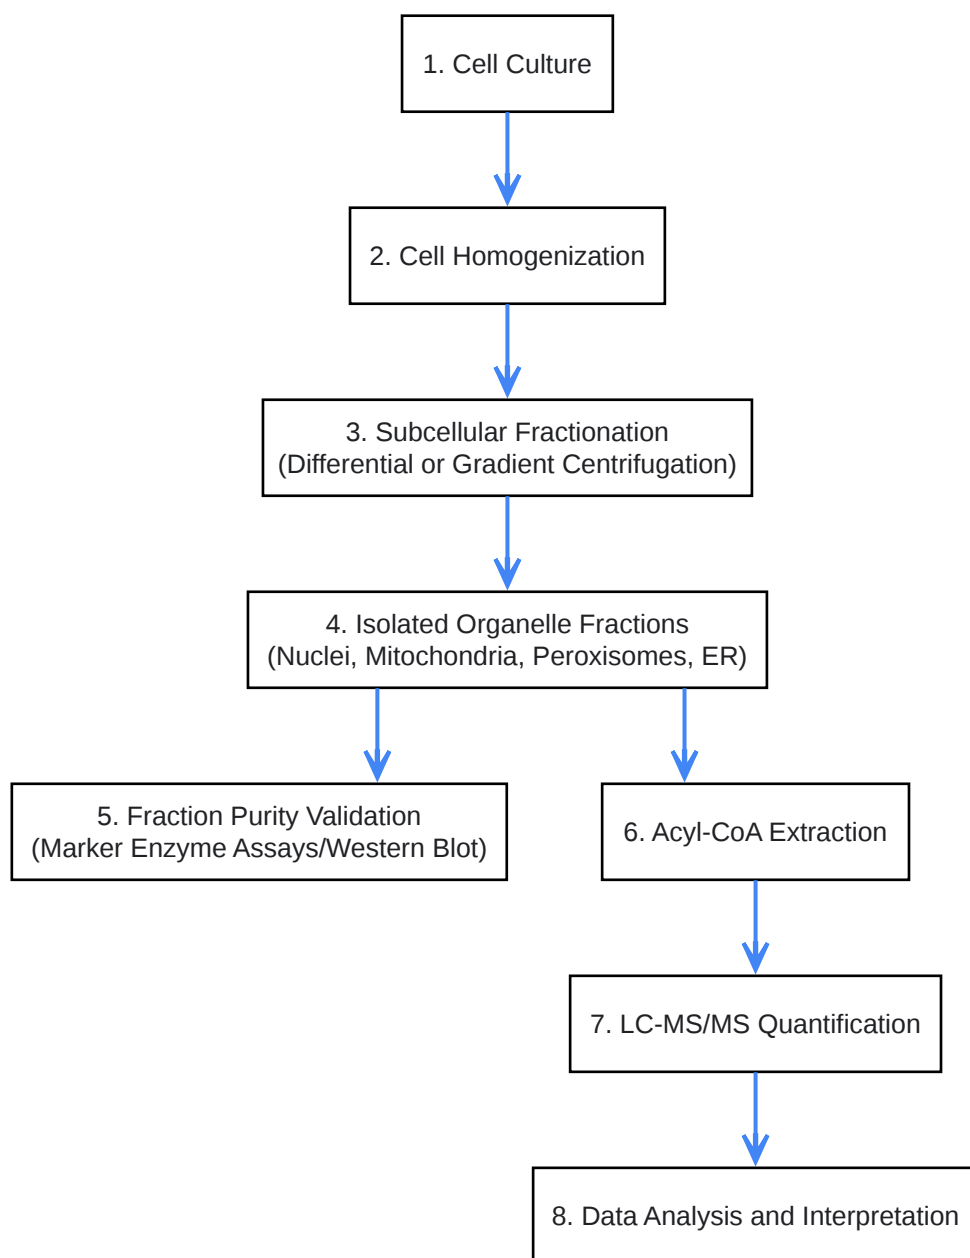 1. Cell Culture
2. Cell Homogenization
3. Subcellular Fractionation
(Differential or Gradient Centrifugation)
4. Isolated Organelle Fractions
(Nuclei, Mitochondria, Peroxisomes, ER)
5. Fraction Purity Validation
(Marker Enzyme Assays/Western Blot)
6. Acyl-CoA Extraction
7. LC-MS/MS Quantification
8. Data Analysis and Interpretation